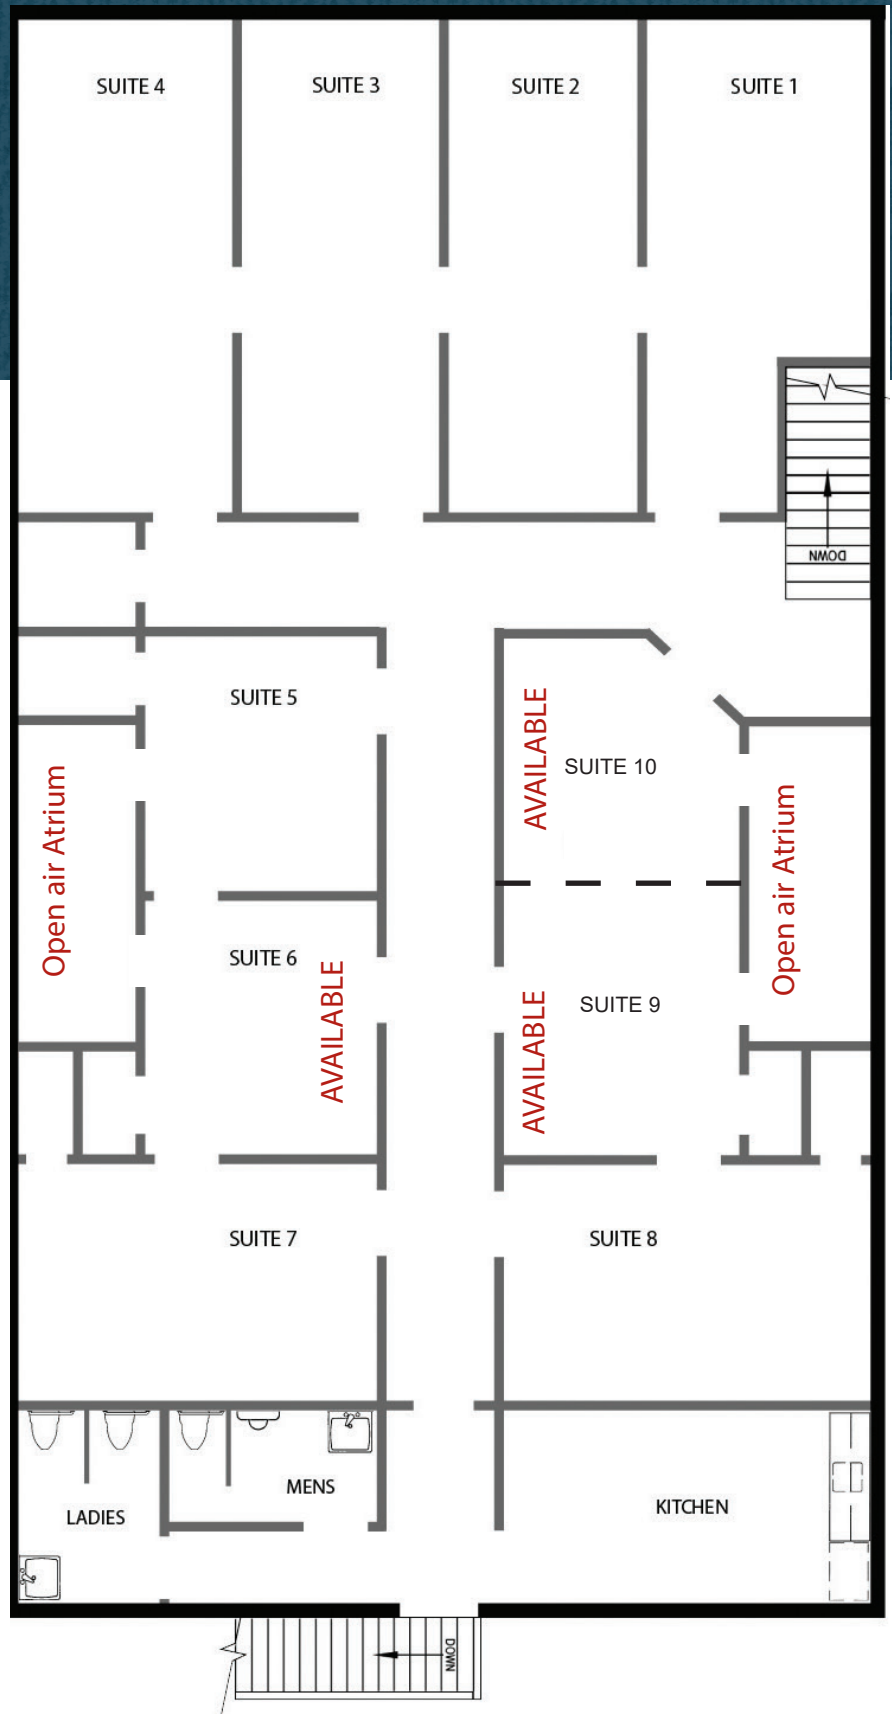 SUITE 4
SUITE 3
SUITE 2
SUITE 1
DOWN
SUITE 5
AVAILABLE
SUITE 10
Open air Atrium
Open air Atrium
SUITE 6
AVAILABLE
AVAILABLE
SUITE 9
SUITE 7
SUITE 8
MENS
LADIES
KITCHEN
DOWN